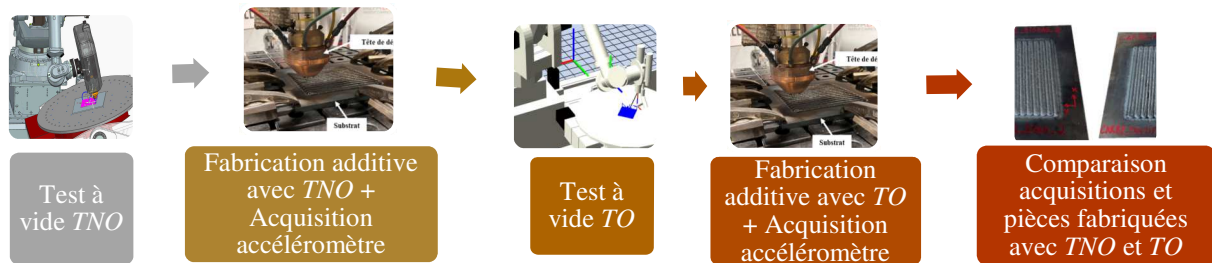 Tête de dé
Substrat
Tête de dé
Substrat
Test à
vide TNO
Fabrication additive
avec TNO +
Acquisition
accéléromètre
Test à
vide TO
Fabrication
additive avec TO
+ Acquisition
accéléromètre
Comparaison
acquisitions et
pièces fabriquées
avec TNO et TO